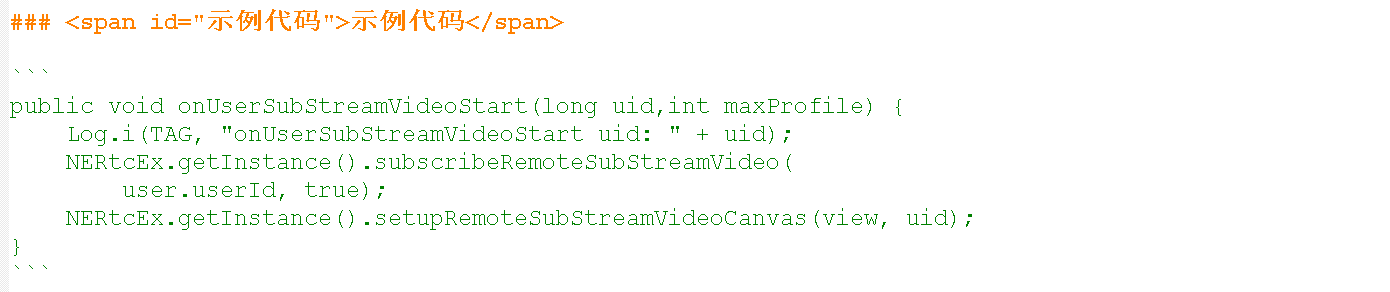 ### <span id="示例代码">示例代码</span>
```
public void onUserSubStreamVideoStart(long uid,int maxProfile) {
    Log.i(TAG, "onUserSubStreamVideoStart uid: " + uid);
    NERtcEx.getInstance().subscribeRemoteSubStreamVideo(
        user.userId, true);
    NERtcEx.getInstance().setupRemoteSubStreamVideoCanvas(view, uid);
}
```